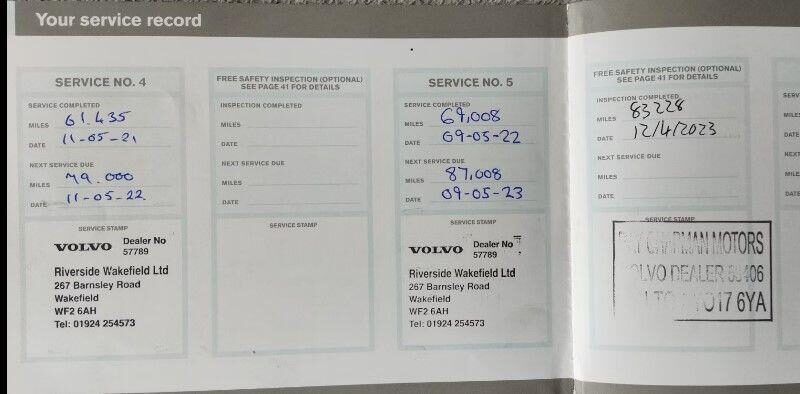 Your service record
SERVICE NO. 4
SERVICE COMPLETED
MILES 61.435
DATE 11-05-21
NEXT SERVICE DUE
MILES 79.000
DATE 11-05-22
SERVICE STAMP
VOLVO Dealer No
57789
Riverside Wakefield Ltd
267 Barnsley Road
Wakefield
WF2 6AH
Tel: 01924 254573
FREE SAFETY INSPECTION (OPTIONAL)
SEE PAGE 41 FOR DETAILS
INSPECTION COMPLETED
MILES
DATE
NEXT SERVICE DUE
MILES
DATE
SERVICE STAMP
SERVICE NO. 5
SERVICE COMPLETED
MILES 69,008
DATE 09-05-22
NEXT SERVICE DUE
MILES 87,008
DATE 09-05-23
SERVICE STAMP
VOLVO Dealer No
57789
Riverside Wakefield Ltd
267 Barnsley Road
Wakefield
WF2 6AH
Tel: 01924 254573
FREE SAFETY INSPECTION (OPTIONAL)
SEE PAGE 41 FOR DETAILS
INSPECTION COMPLETED
MILES 83228
DATE 12/4/2023
NEXT SERVICE DUE
MILES
DATE
SERVICE STAMP
CHAPMAN MOTORS
VOLVO DEALER
6YA